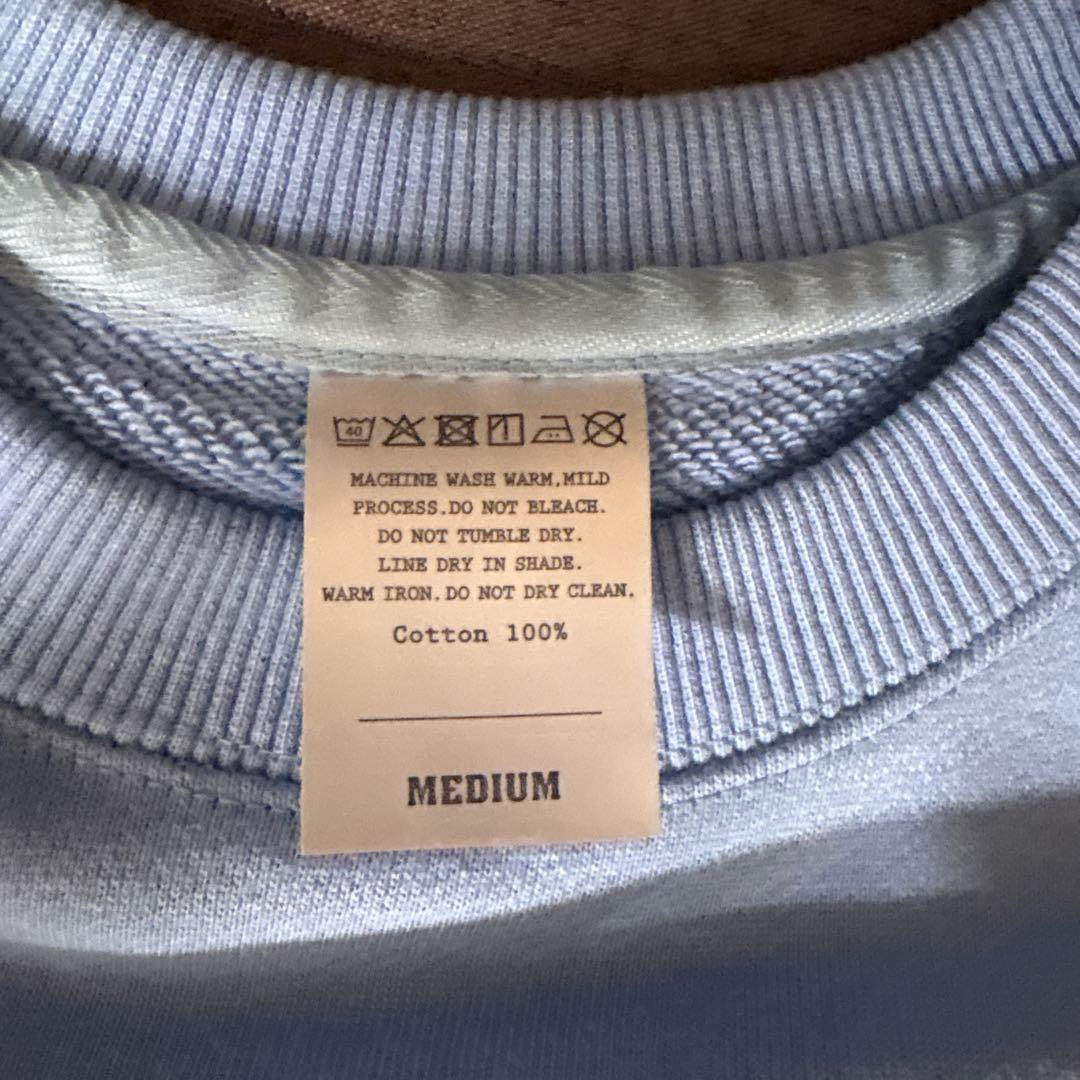 40
MACHINE WASH WARM,MILD
PROCESS.DO NOT BLEACH.
DO NOT TUMBLE DRY.
LINE DRY IN SHADE.
WARM IRON.DO NOT DRY CLEAN.
Cotton 100%
MEDIUM